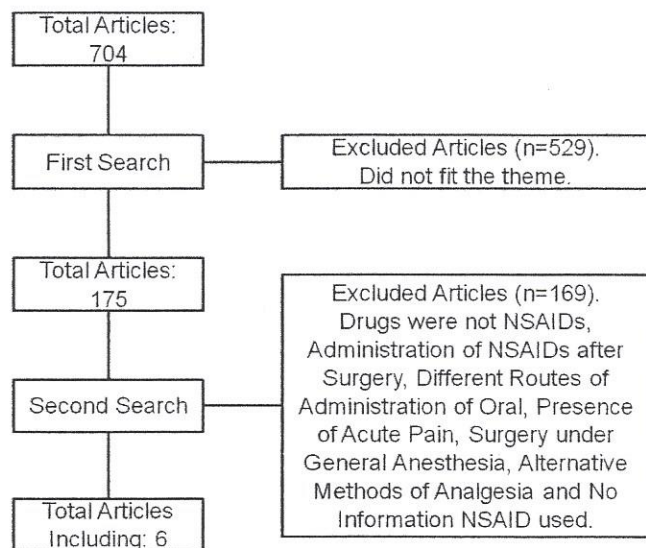 Total Articles:
704
First Search
Excluded Articles (n=529).
Did not fit the theme.
Total Articles:
175
Second Search
Excluded Articles (n=169).
Drugs were not NSAIDs,
Administration of NSAIDs after
Surgery, Different Routes of
Administration of Oral, Presence
of Acute Pain, Surgery under
General Anesthesia, Alternative
Methods of Analgesia and No
Information NSAID used.
Total Articles
Including: 6